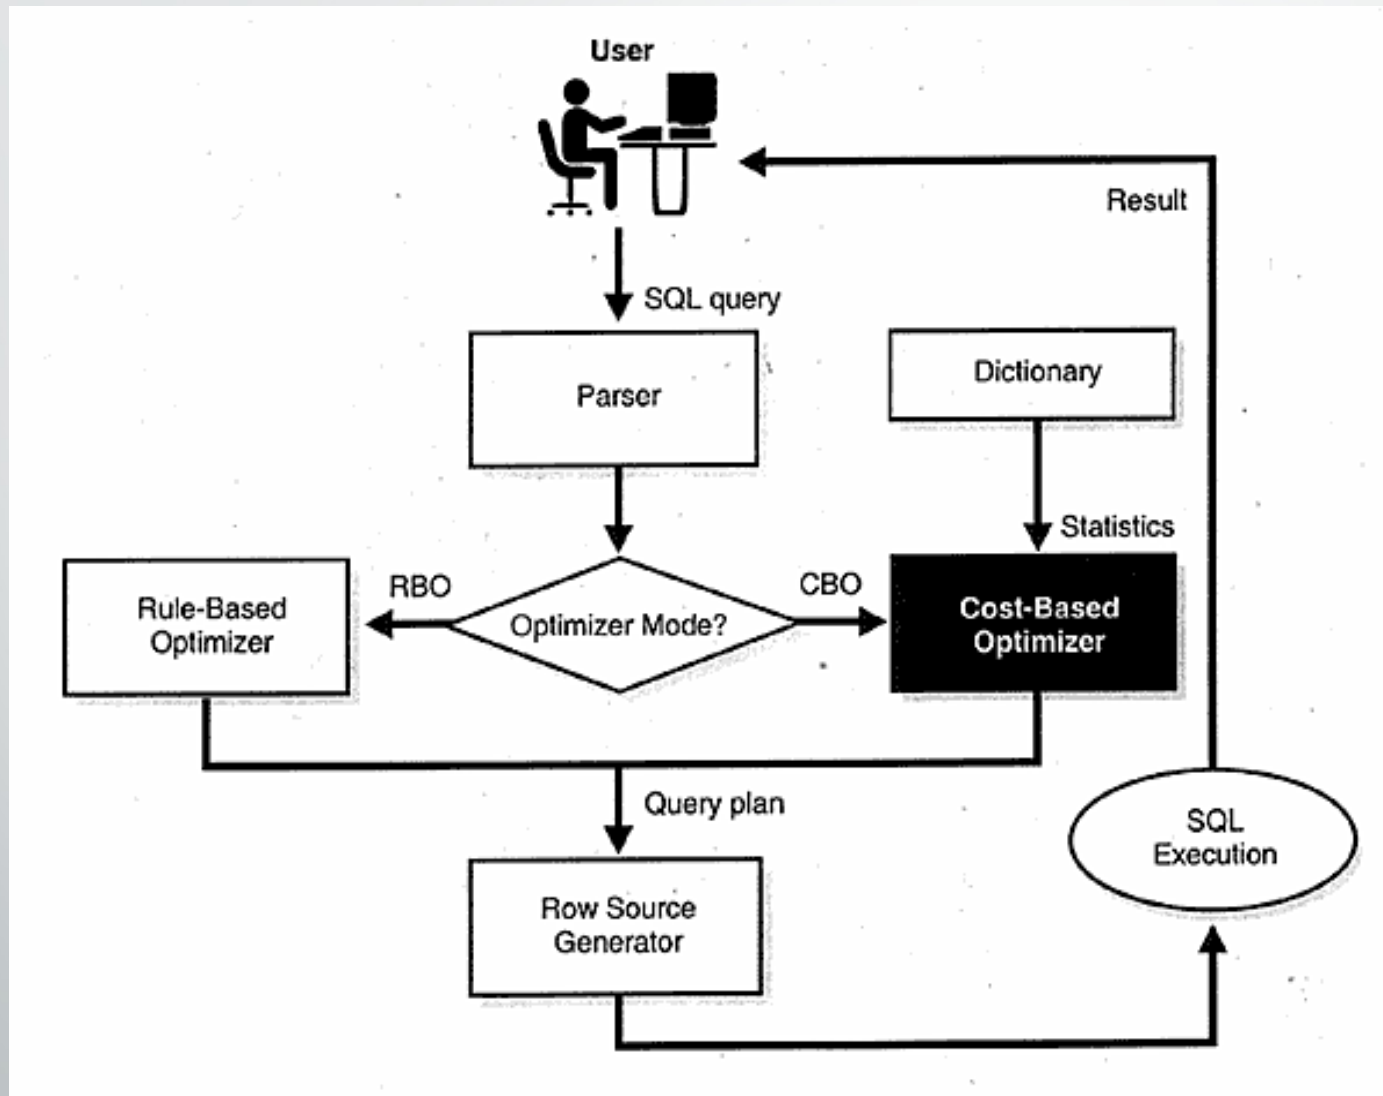 User
Result
SQL query
Parser
Dictionary
Statistics
RBO
CBO
Rule-Based
Optimizer
Optimizer Mode?
Cost-Based
Optimizer
Query plan
SQL
Execution
Row Source
Generator